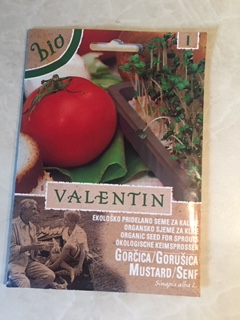 bio
1
VALENTIN
EKOLOŠKO PRIDELANO SEME ZA KALITEV
ORGANSKO SJEME ZA KLICE
ORGANIC SEED FOR SPROUTS
ÖKOLOGISCHE KEIMSPROSSEN
GORČICA/GORUŠICA
MUSTARD/SENF
Sinapis alba L.